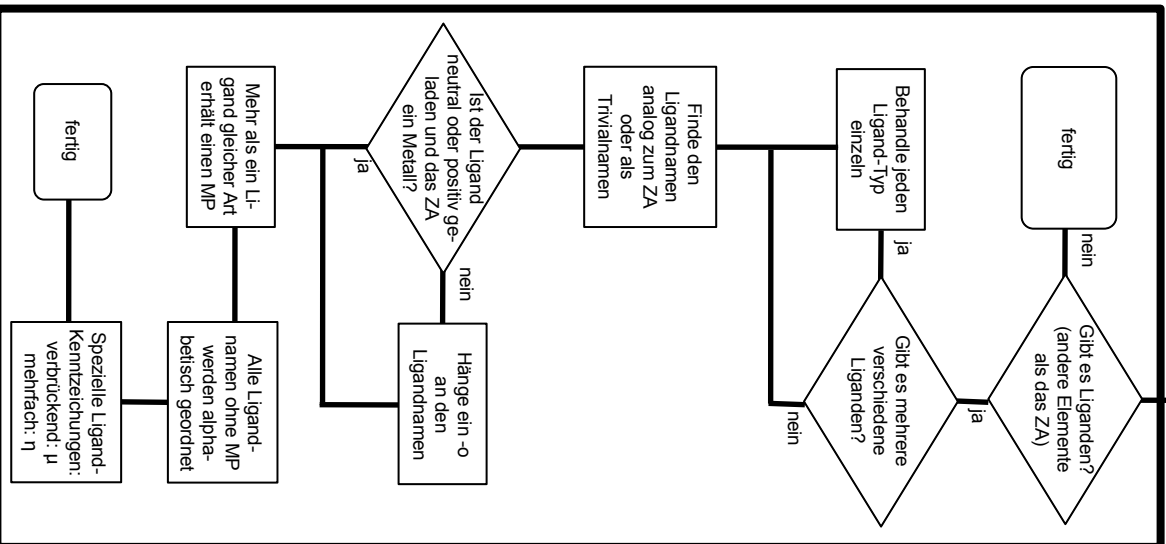 Gibt es Liganden?
(andere Elemente
als das ZA)
nein
fertig
ja
Gibt es mehrere
verschiedene
Liganden?
ja
nein
Behandle jeden
Ligand-Typ
einzeln
Finde den
Ligandnamen
analog zum ZA
oder als
Trivialnamen
Ist der Ligand
neutral oder positiv ge-
laden und das ZA
ein Metall?
nein
ja
Hänge ein -o
an den
Ligandnamen
Mehr als ein Li-
gand gleicher Art
erhält einen MP
Alle Ligand-
namen ohne MP
werden alpha-
betisch geordnet
Spezielle Ligand-
Kenntzeichungen:
verbrückend: μ
mehrfach: η
fertig